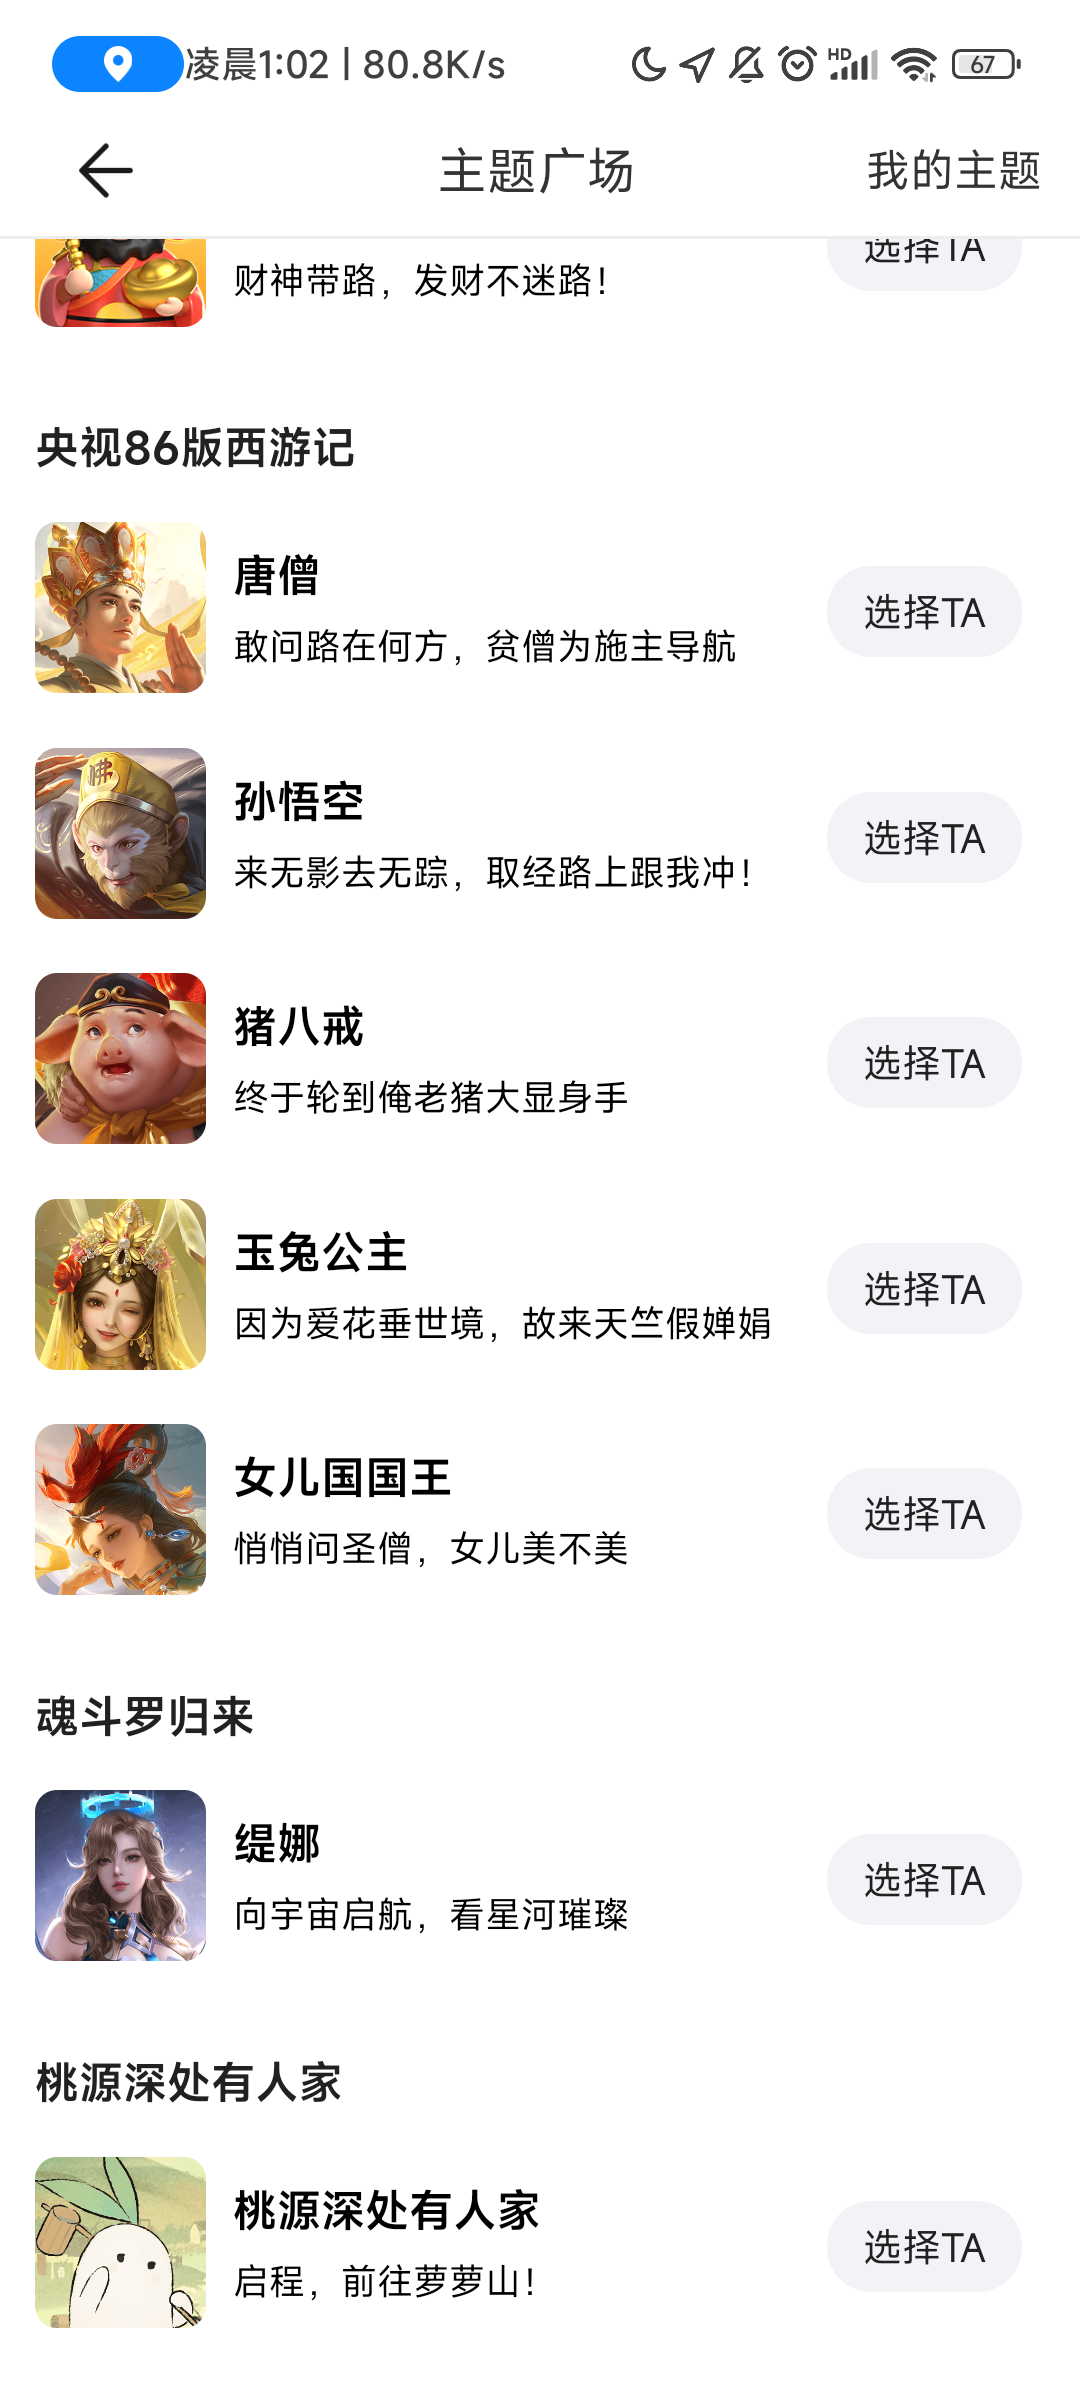 凌晨1:02 | 80.8K/s
HD
67
主题广场
我的主题
选择TA
财神带路，发财不迷路！
央视86版西游记
唐僧
敢问路在何方，贫僧为施主导航
选择TA
佛
孙悟空
来无影去无踪，取经路上跟我冲！
选择TA
猪八戒
终于轮到俺老猪大显身手
选择TA
玉兔公主
因为爱花垂世境，故来天竺假婵娟
选择TA
女儿国国王
悄悄问圣僧，女儿美不美
选择TA
魂斗罗归来
缇娜
向宇宙启航，看星河璀璨
选择TA
桃源深处有人家
桃源深处有人家
启程，前往萝萝山！
选择TA